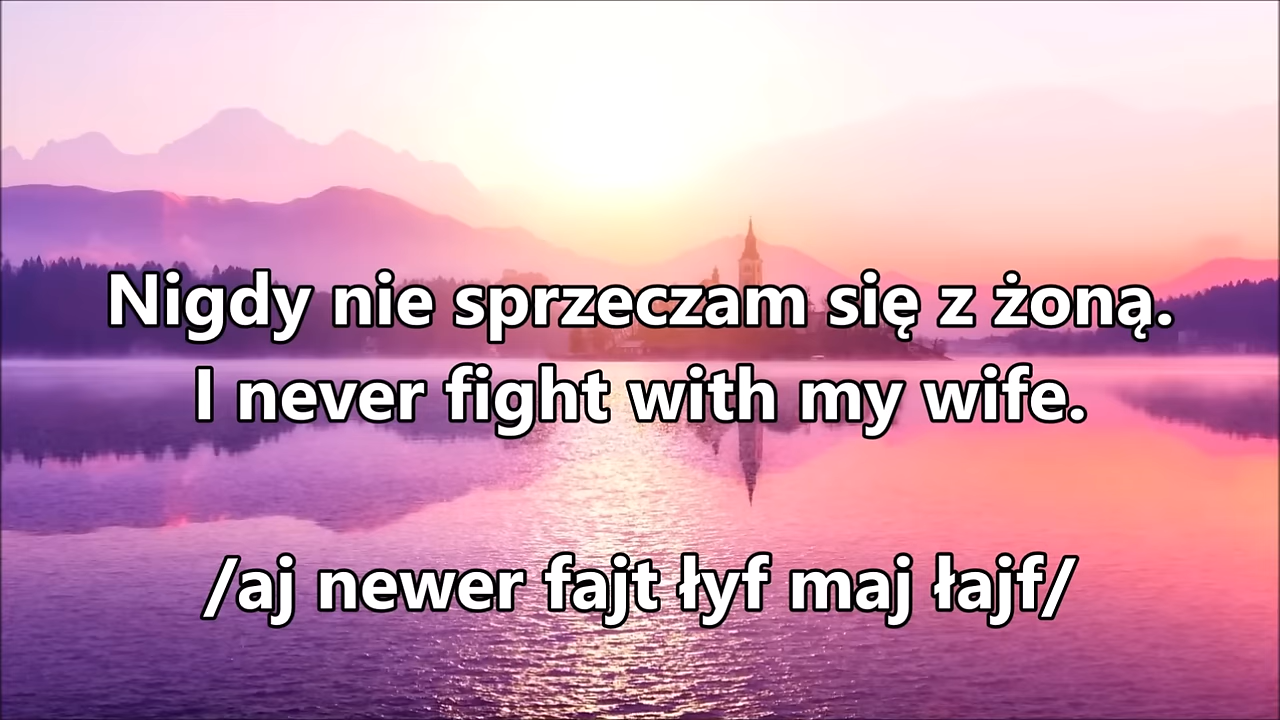 Nigdy nie sprzeczam się z żoną.
I never fight with my wife.
/aj newer fajt łyf maj łajf/